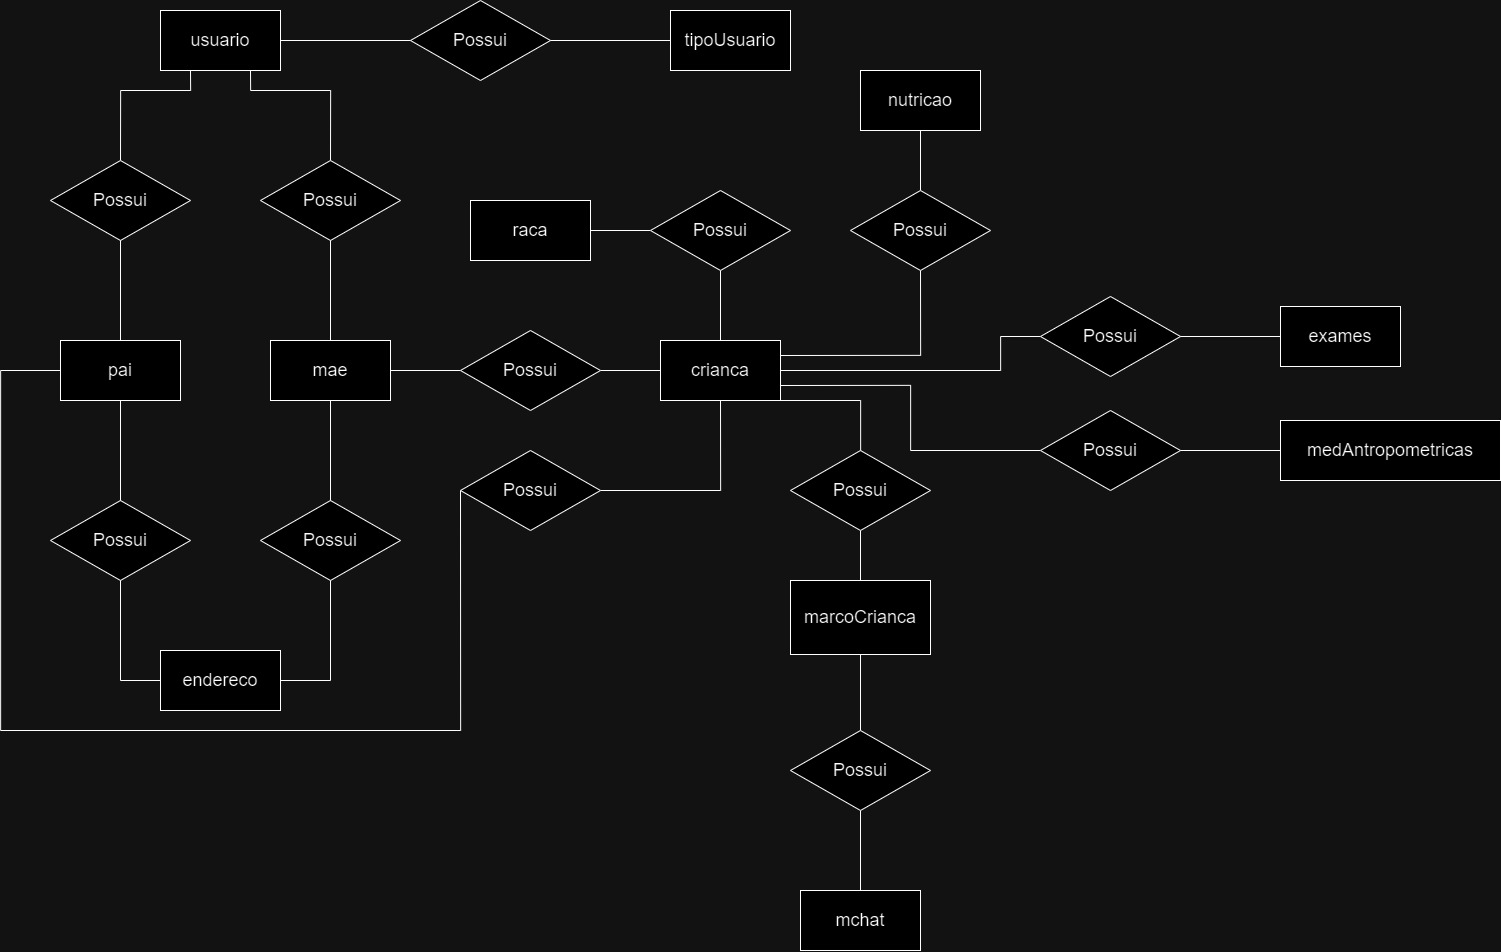 usuario
Possui
tipoUsuario
nutricao
Possui
Possui
raca
Possui
Possui
Possui
exames
pai
mae
Possui
crianca
Possui
medAntropometricas
Possui
Possui
Possui
Possui
marcoCrianca
endereco
Possui
mchat